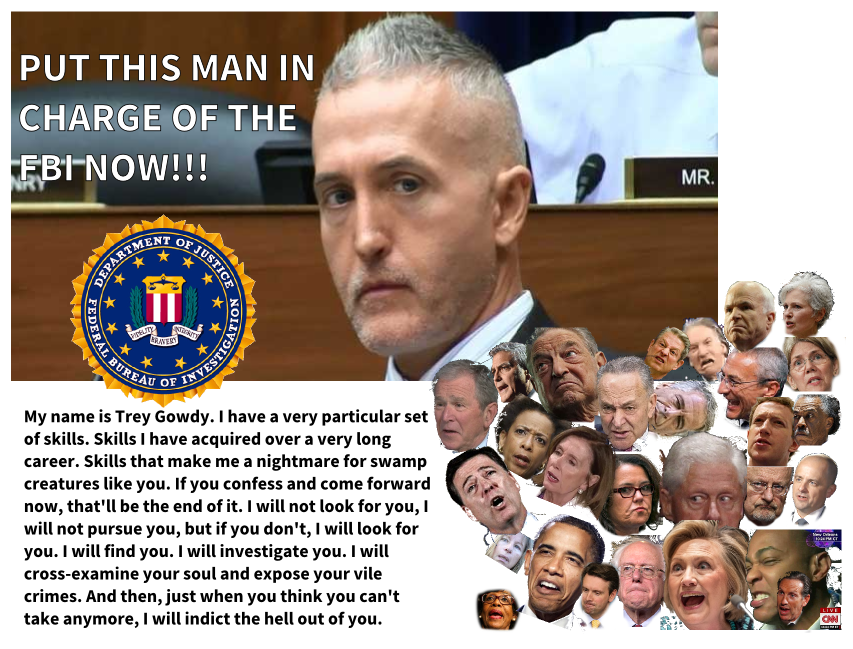 PUT THIS MAN IN
CHARGE OF THE
FBI NOW!!!
NRY
MR.
DEPARTMENT OF JUSTICE
FIDELITY BRAVERY INTEGRITY
FEDERAL BUREAU OF INVESTIGATION
My name is Trey Gowdy. I have a very particular set
of skills. Skills I have acquired over a very long
career. Skills that make me a nightmare for swamp
creatures like you. If you confess and come forward
now, that'll be the end of it. I will not look for you, I
will not pursue you, but if you don't, I will look for
you. I will find you. I will investigate you. I will
cross-examine your soul and expose your vile
crimes. And then, just when you think you can't
take anymore, I will indict the hell out of you.
New Orleans
LIVE
CNN